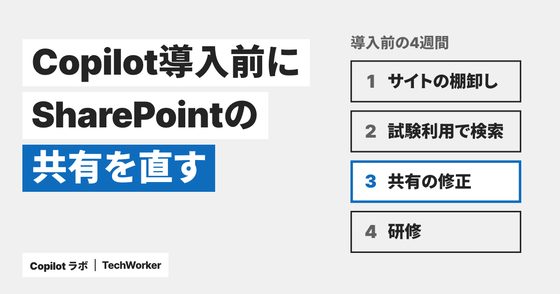 Copilot導入前に
SharePointの
共有を直す
導入前の4週間
1 サイトの棚卸し
2 試験利用で検索
3 共有の修正
4 研修
Copilot ラボ | TechWorker